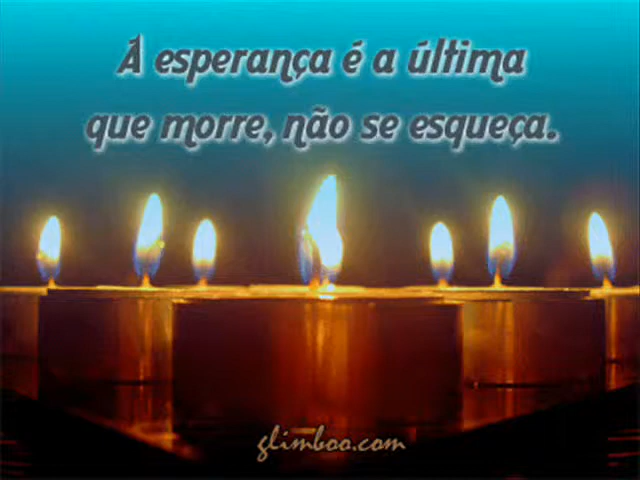 Á esperança é a última
que morre, não se esqueça.
glimboo.com